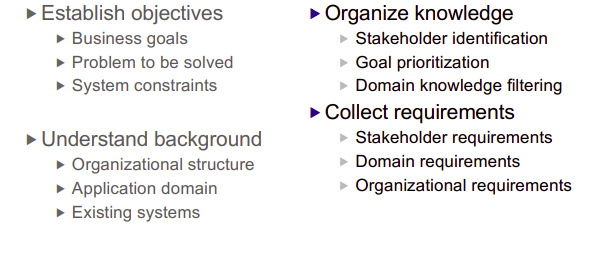 Establish objectives
Business goals
Problem to be solved
System constraints
Understand background
Organizational structure
Application domain
Existing systems
Organize knowledge
Stakeholder identification
Goal prioritization
Domain knowledge filtering
Collect requirements
Stakeholder requirements
Domain requirements
Organizational requirements